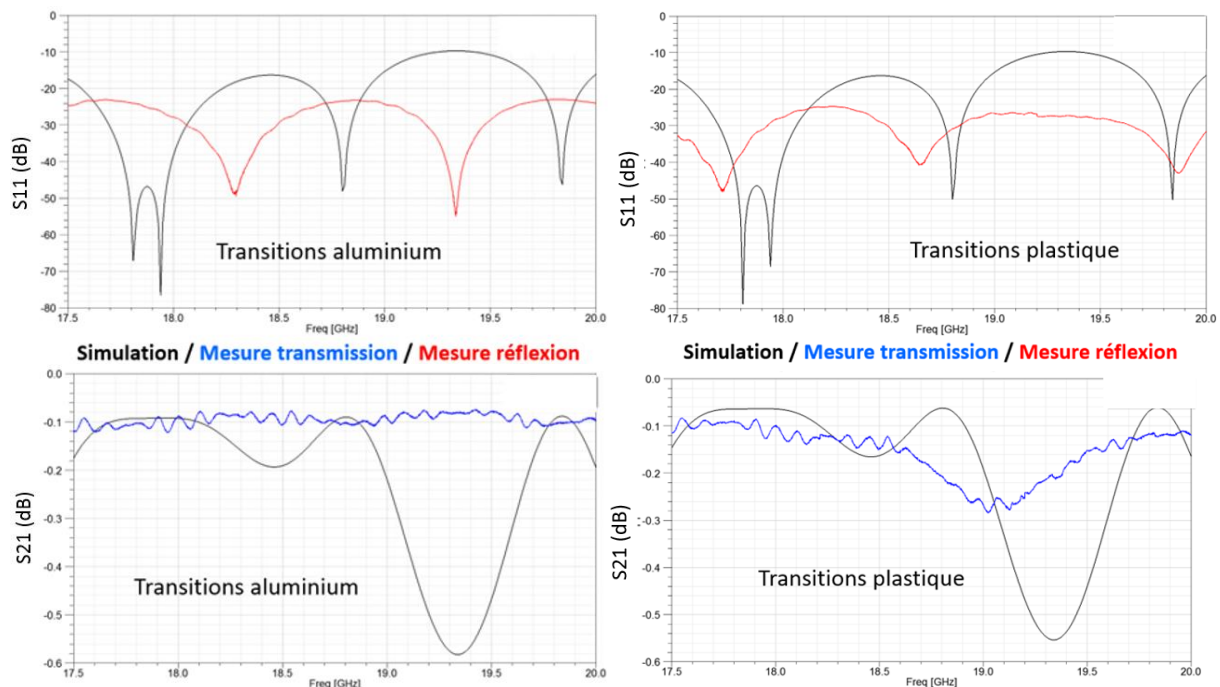 0
-10
-20
-30
-40
-50
-60
-70
-80
S11 (dB)
Transitions aluminium
17.5 18.0 18.5 19.0 19.5 20.0
Freq [GHz]
0
-10
-20
-30
-40
-50
-60
-70
-80
S11 (dB)
Transitions plastique
17.5 18.0 18.5 19.0 19.5 20.0
Freq [GHz]
Simulation / Mesure transmission / Mesure réflexion
Simulation / Mesure transmission / Mesure réflexion
0.0
-0.1
-0.2
-0.3
-0.4
-0.5
-0.6
S21 (dB)
Transitions aluminium
17.5 18.0 18.5 19.0 19.5 20.0
Freq [GHz]
0.0
-0.1
-0.2
-0.3
-0.4
-0.5
-0.6
S21 (dB)
Transitions plastique
17.5 18.0 18.5 19.0 19.5 20.0
Freq [GHz]